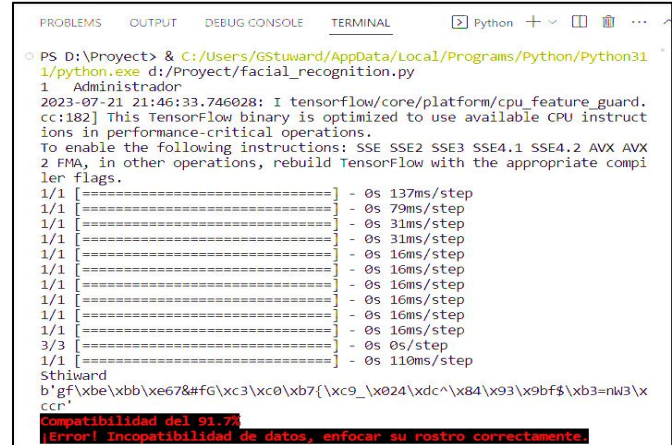 PROBLEMS OUTPUT DEBUG CONSOLE TERMINAL Python
PS D:\Proyect> & C:/Users/GStuward/AppData/Local/Programs/Python/Python31
1/python.exe d:/Proyect/facial_recognition.py
1 Administrador
2023-07-21 21:46:33.746028: I tensorflow/core/platform/cpu_feature_guard.
cc:182] This TensorFlow binary is optimized to use available CPU instruct
ions in performance-critical operations.
To enable the following instructions: SSE SSE2 SSE3 SSE4.1 SSE4.2 AVX AVX
2 FMA, in other operations, rebuild TensorFlow with the appropriate compi
ler flags.
1/1 [==============================] - 0s 137ms/step
1/1 [==============================] - 0s 79ms/step
1/1 [==============================] - 0s 31ms/step
1/1 [==============================] - 0s 31ms/step
1/1 [==============================] - 0s 16ms/step
1/1 [==============================] - 0s 16ms/step
1/1 [==============================] - 0s 16ms/step
1/1 [==============================] - 0s 16ms/step
1/1 [==============================] - 0s 16ms/step
1/1 [==============================] - 0s 16ms/step
3/3 [==============================] - 0s 0s/step
1/1 [==============================] - 0s 110ms/step
Sthiward
b'gf\xbe\xbb\xe67&#fG\xc3\xc0\xb7{\xc9_\x024\xdc^\x84\x93\x9bf$\xb3=nW3\x
ccr'
Compatibilidad del 91.7%
¡Error! Incopatibilidad de datos, enfocar su rostro correctamente.